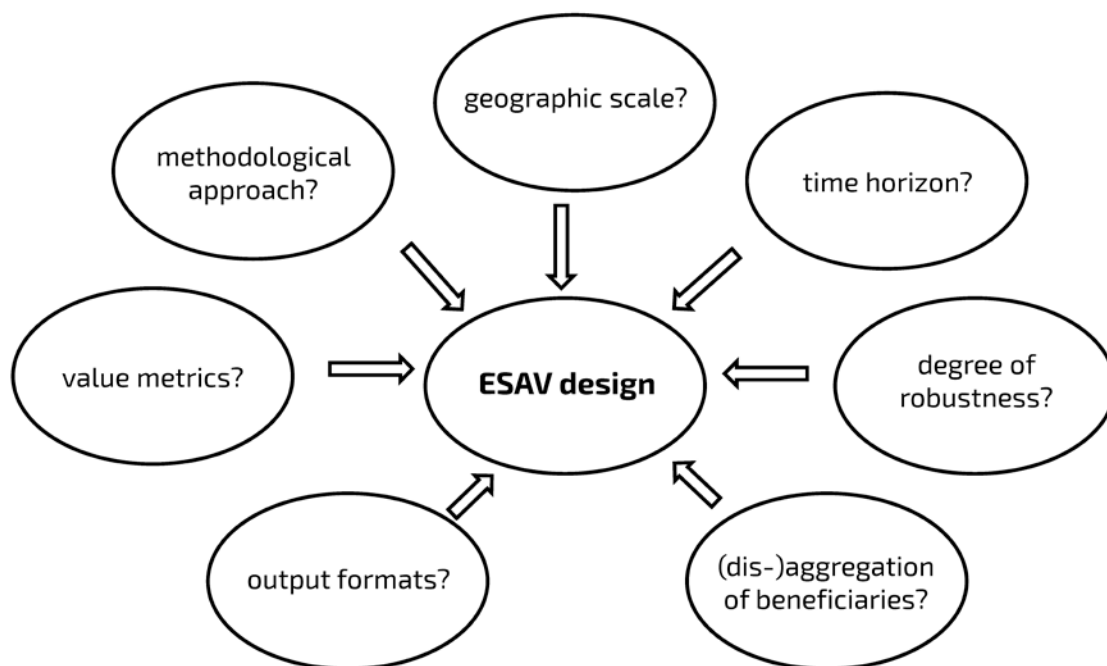 geographic scale?
methodological
approach?
time horizon?
value metrics?
ESAV design
degree of
robustness?
output formats?
(dis-)aggregation
of beneficiaries?